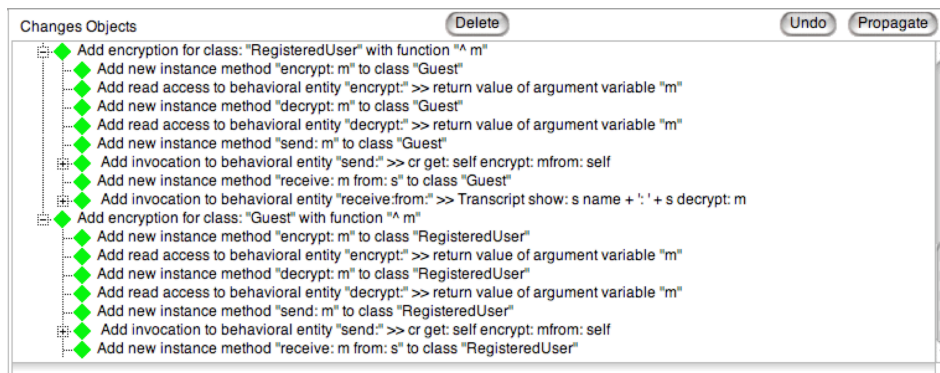 Changes Objects Delete Undo Propagate
Add encryption for class: "RegisteredUser" with function "^ m"
Add new instance method "encrypt: m" to class "Guest"
Add read access to behavioral entity "encrypt:" >> return value of argument variable "m"
Add new instance method "decrypt: m" to class "Guest"
Add read access to behavioral entity "decrypt:" >> return value of argument variable "m"
Add new instance method "send: m" to class "Guest"
Add invocation to behavioral entity "send:" >> cr get: self encrypt: mfrom: self
Add new instance method "receive: m from: s" to class "Guest"
Add invocation to behavioral entity "receive:from:" >> Transcript show: s name + ': ' + s decrypt: m
Add encryption for class: "Guest" with function "^ m"
Add new instance method "encrypt: m" to class "RegisteredUser"
Add read access to behavioral entity "encrypt:" >> return value of argument variable "m"
Add new instance method "decrypt: m" to class "RegisteredUser"
Add read access to behavioral entity "decrypt:" >> return value of argument variable "m"
Add new instance method "send: m" to class "RegisteredUser"
Add invocation to behavioral entity "send:" >> cr get: self encrypt: mfrom: self
Add new instance method "receive: m from: s" to class "RegisteredUser"